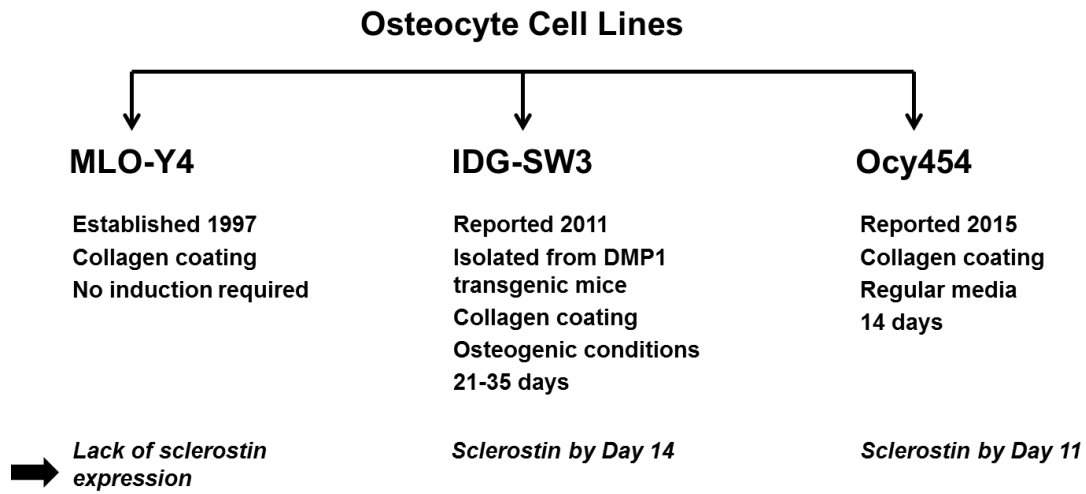 Osteocyte Cell Lines
MLO-Y4
Established 1997
Collagen coating
No induction required
Lack of sclerostin
expression
IDG-SW3
Reported 2011
Isolated from DMP1
transgenic mice
Collagen coating
Osteogenic conditions
21-35 days
Sclerostin by Day 14
Ocy454
Reported 2015
Collagen coating
Regular media
14 days
Sclerostin by Day 11